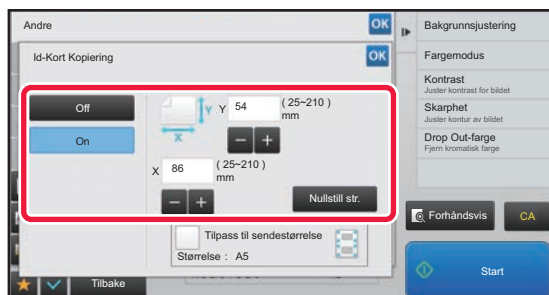 Andre
OK
Id-Kort Kopiering
OK
Off
On
Y
Y 54 ( 25~210 )
mm
X
X 86 ( 25~210 )
mm
Nullstill str.
Tilpass til sendestørrelse
Størrelse : A5
Tilbake
Bakgrunnsjustering
Fargemodus
Kontrast
Juster kontrast for bildet
Skarphet
Juster kontur av bildet
Drop Out-farge
Fjern kromatisk farge
Forhåndsvis
CA
Start